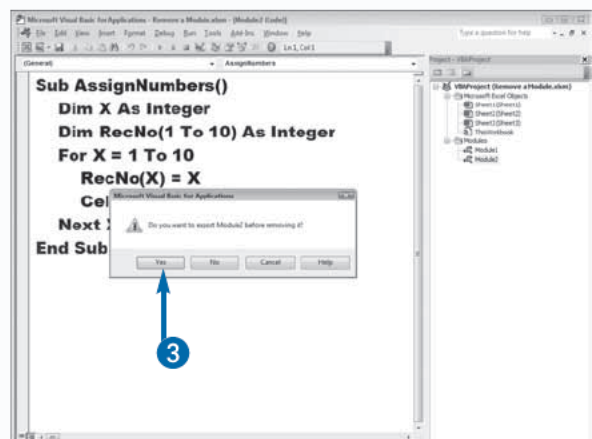 Microsoft Visual Basic for Applications - Remove a Module.xlsm - [Module2 (Code)]
File Edit View Insert Format Debug Run Tools Add-Ins Window Help
Type a question for help
Ln 1, Col 1
(General)
AssignNumbers
Project - VBAProject
Sub AssignNumbers()
Dim X As Integer
Dim RecNo(1 To 10) As Integer
For X = 1 To 10
RecNo(X) = X
Cel
Next X
End Sub
VBAProject (Remove a Module.xlsm)
Microsoft Excel Objects
Sheet1 (Sheet1)
Sheet2 (Sheet2)
Sheet3 (Sheet3)
ThisWorkbook
Modules
Module1
Module2
Microsoft Visual Basic for Applications
Do you want to export Module2 before removing it?
Yes
No
Cancel
Help
3